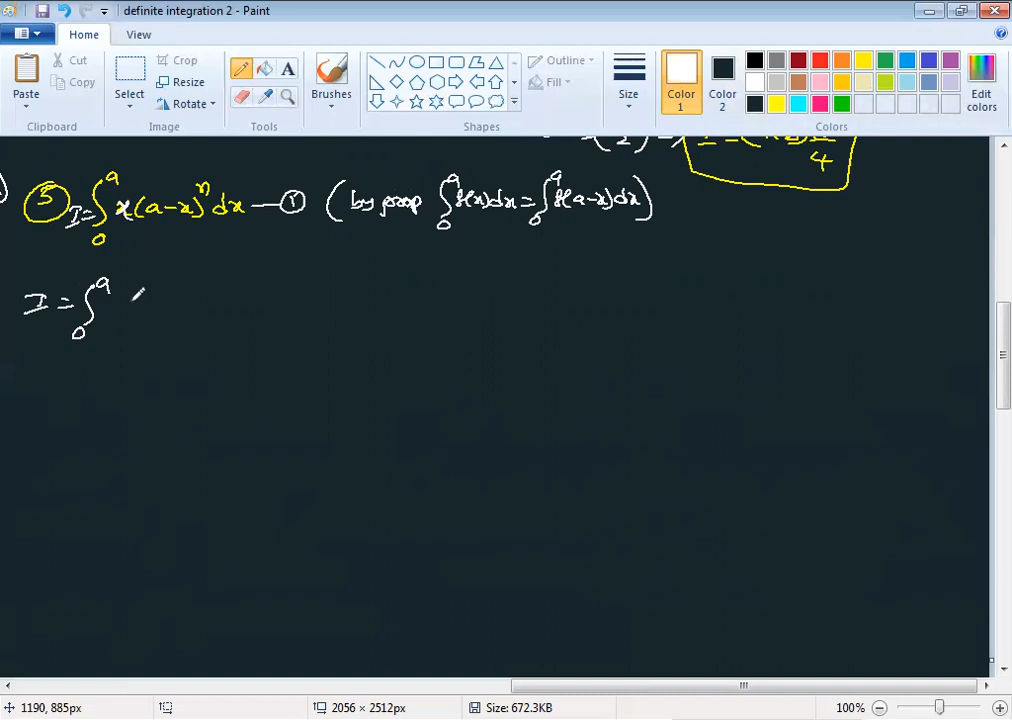 definite integration 2 - Paint
Home View
Paste Cut Copy Select Crop Resize Rotate Brushes Outline Fill Size Color 1 Color 2 Edit colors
Clipboard Image Tools Shapes Colors
4
5 I = ∫₀ᵃ x(a-x)ⁿ dx — ① (by prop ∫₀ᵃ f(x)dx = ∫₀ᵃ f(a-x)dx)
I = ∫₀ᵃ
1190, 885px 2056 × 2512px Size: 672.3KB 100%